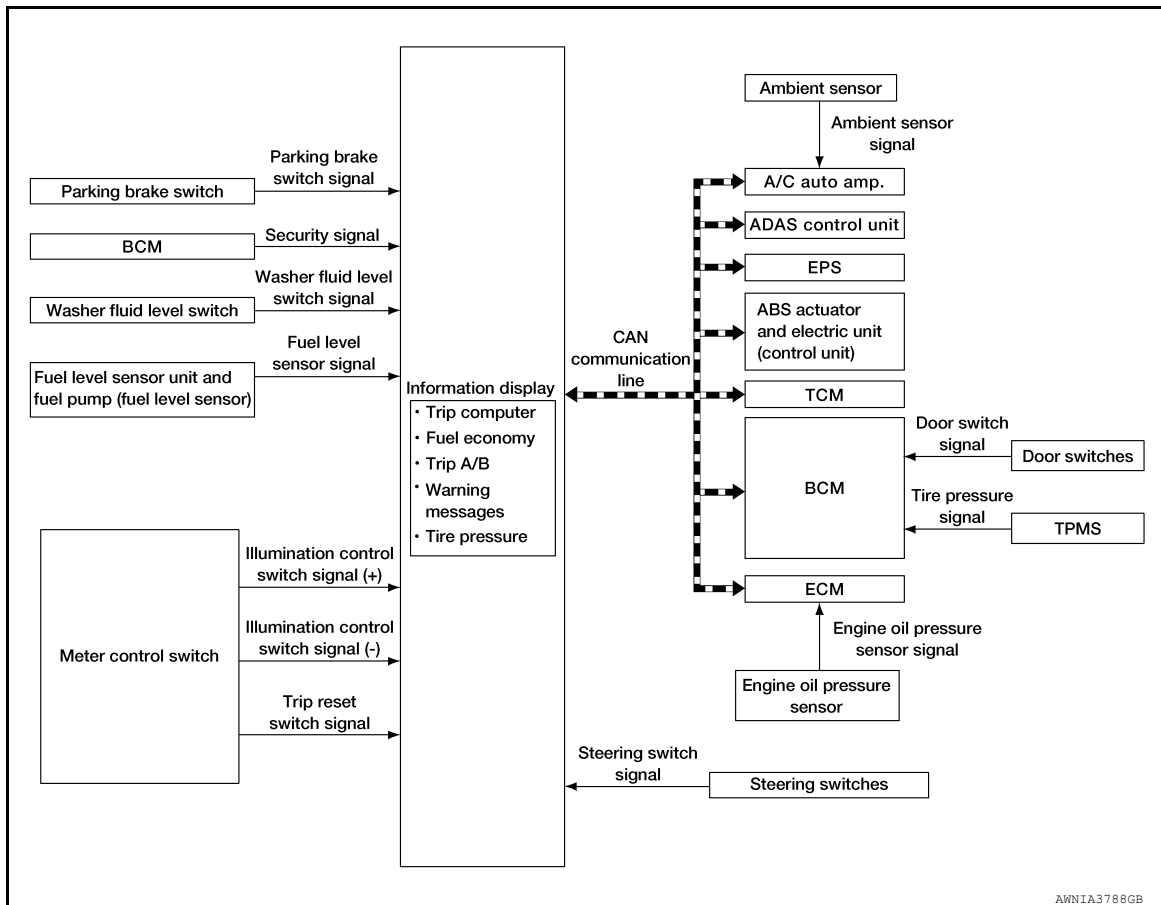 Parking brake
switch signal
Parking brake switch
Security signal
BCM
Washer fluid level
switch signal
Washer fluid level switch
Fuel level
sensor signal
Fuel level sensor unit and
fuel pump (fuel level sensor)
Illumination control
switch signal (+)
Meter control switch
Illumination control
switch signal (-)
Trip reset
switch signal
Information display
· Trip computer
· Fuel economy
· Trip A/B
· Warning
messages
· Tire pressure
CAN
communication
line
Ambient sensor
Ambient sensor
signal
A/C auto amp.
ADAS control unit
EPS
ABS actuator
and electric unit
(control unit)
TCM
BCM
Door switch
signal
Door switches
Tire pressure
signal
TPMS
ECM
Engine oil pressure
sensor signal
Engine oil pressure
sensor
Steering switch
signal
Steering switches
AWNIA3788GB